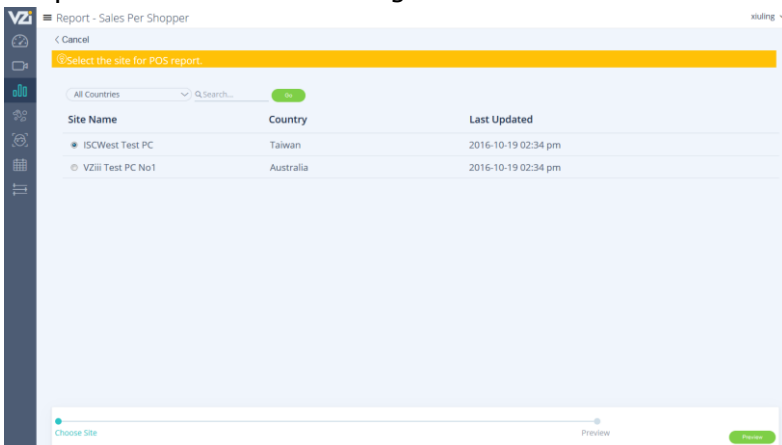 VZi
Report - Sales Per Shopper
xiuling
< Cancel
Select the site for POS report.
All Countries
Search...
Go
Site Name Country Last Updated
ISCWest Test PC Taiwan 2016-10-19 02:34 pm
VZiii Test PC No1 Australia 2016-10-19 02:34 pm
Choose Site
Preview
Preview